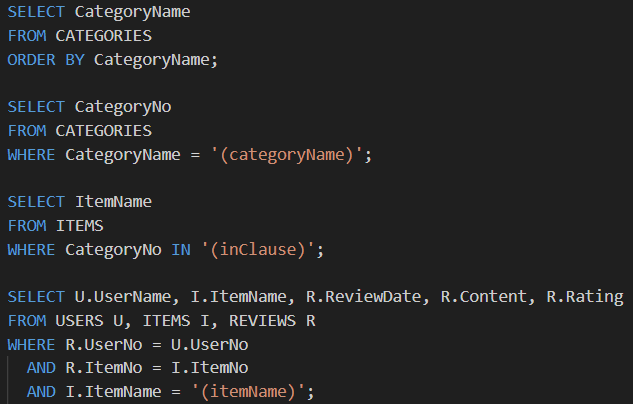 SELECT CategoryName
FROM CATEGORIES
ORDER BY CategoryName;

SELECT CategoryNo
FROM CATEGORIES
WHERE CategoryName = '(categoryName)';

SELECT ItemName
FROM ITEMS
WHERE CategoryNo IN '(inClause)';

SELECT U.UserName, I.ItemName, R.ReviewDate, R.Content, R.Rating
FROM USERS U, ITEMS I, REVIEWS R
WHERE R.UserNo = U.UserNo
  AND R.ItemNo = I.ItemNo
  AND I.ItemName = '(itemName)';